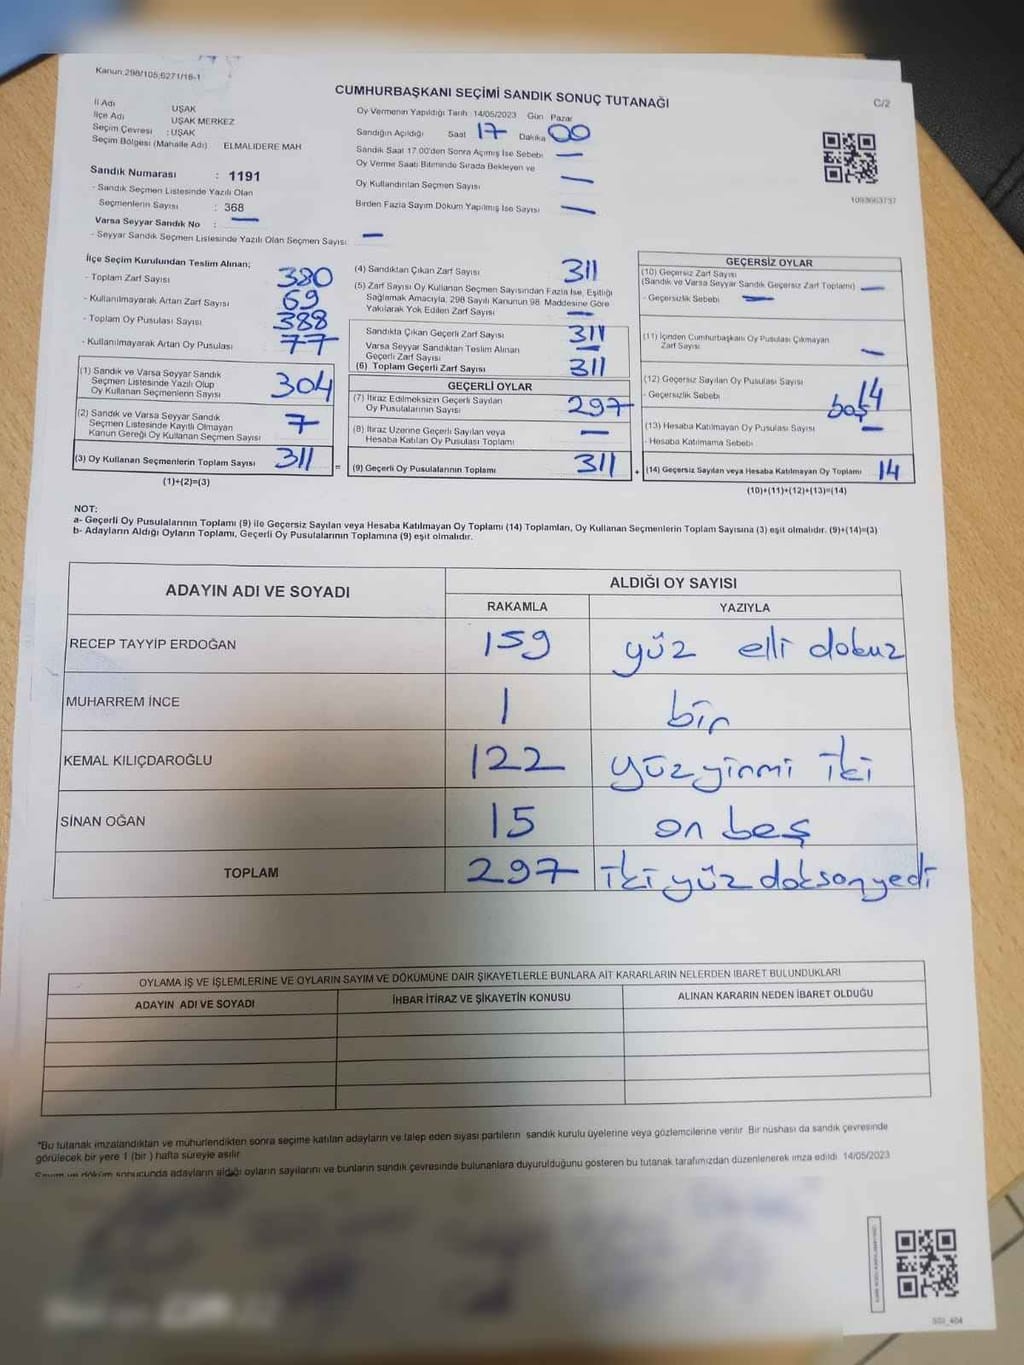 Kanun:298/105,6271/16-1
CUMHURBAŞKANI SEÇİMİ SANDIK SONUÇ TUTANAĞI
C/2
İl Adı UŞAK
İlçe Adı UŞAK MERKEZ
Seçim Çevresi : UŞAK
Seçim Bölgesi (Mahalle Adı) ELMALIDERE MAH
Sandık Numarası : 1191
- Sandık Seçmen Listesinde Yazılı Olan
Seçmenlerin Sayısı : 368
Varsa Seyyar Sandık No : —
- Seyyar Sandık Seçmen Listesinde Yazılı Olan Seçmen Sayısı: —
Oy Vermenin Yapıldığı Tarih 14/05/2023 Gün Pazar
Sandığın Açıldığı Saat 17 Dakika 00
Sandık Saat 17.00'den Sonra Açımış İse Sebebi —
Oy Verme Saati Bitiminde Sırada Bekleyen ve
Oy Kullandırılan Seçmen Sayısı —
Birden Fazla Sayım Döküm Yapılmış İse Sayısı —
1093663737
İlçe Seçim Kurulundan Teslim Alınan;
- Toplam Zarf Sayısı 380
- Kullanılmayarak Artan Zarf Sayısı 69
- Toplam Oy Pusulası Sayısı 388
- Kullanılmayarak Artan Oy Pusulası 77
(1) Sandık ve Varsa Seyyar Sandık
Seçmen Listesinde Yazılı Olup
Oy Kullanan Seçmenlerin Sayısı 304
(2) Sandık ve Varsa Seyyar Sandık
Seçmen Listesinde Kayıtlı Olmayan
Kanun Gereği Oy Kullanan Seçmen Sayısı 7
(3) Oy Kullanan Seçmenlerin Toplam Sayısı 311
(1)+(2)=(3)
=
(4) Sandıktan Çıkan Zarf Sayısı 311
(5) Zarf Sayısı Oy Kullanan Seçmen Sayısından Fazla İse, Eşitliği
Sağlamak Amacıyla, 298 Sayılı Kanunun 98. Maddesine Göre
Yakılarak Yok Edilen Zarf Sayısı —
Sandıkta Çıkan Geçerli Zarf Sayısı 311
Varsa Seyyar Sandıktan Teslim Alınan
Geçerli Zarf Sayısı —
(6) Toplam Geçerli Zarf Sayısı 311
GEÇERLİ OYLAR
(7) İtiraz Edilmeksizin Geçerli Sayılan
Oy Pusulalarının Sayısı 297
(8) İtiraz Üzerine Geçerli Sayılan veya
Hesaba Katılan Oy Pusulası Toplamı —
(9) Geçerli Oy Pusulalarının Toplamı 311
+
GEÇERSİZ OYLAR
(10) Geçersiz Zarf Sayısı
(Sandık ve Varsa Seyyar Sandık Geçersiz Zarf Toplamı) —
- Geçersizlik Sebebi —
(11) İçinden Cumhurbaşkanı Oy Pusulası Çıkmayan
Zarf Sayısı —
(12) Geçersiz Sayılan Oy Pusulası Sayısı 14
- Geçersizlik Sebebi boş
(13) Hesaba Katılmayan Oy Pusulası Sayısı —
- Hesaba Katılmama Sebebi
(14) Geçersiz Sayılan veya Hesaba Katılmayan Oy Toplamı 14
(10)+(11)+(12)+(13)=(14)
NOT:
a- Geçerli Oy Pusulalarının Toplamı (9) ile Geçersiz Sayılan veya Hesaba Katılmayan Oy Toplamı (14) Toplamları, Oy Kullanan Seçmenlerin Toplam Sayısına (3) eşit olmalıdır. (9)+(14)=(3)
b- Adayların Aldığı Oyların Toplamı, Geçerli Oy Pusulalarının Toplamına (9) eşit olmalıdır.
ADAYIN ADI VE SOYADI ALDIĞI OY SAYISI
RAKAMLA YAZIYLA
RECEP TAYYİP ERDOĞAN 159 yüz elli dokuz
MUHARREM İNCE 1 bir
KEMAL KILIÇDAROĞLU 122 yüzyirmi iki
SİNAN OĞAN 15 on beş
TOPLAM 297 iki yüz doksan yedi
OYLAMA İŞ VE İŞLEMLERİNE VE OYLARIN SAYIM VE DÖKÜMÜNE DAİR ŞİKAYETLERLE BUNLARA AİT KARARLARIN NELERDEN İBARET BULUNDUKLARI
ADAYIN ADI VE SOYADI İHBAR İTİRAZ VE ŞİKAYETİN KONUSU ALINAN KARARIN NEDEN İBARET OLDUĞU
*Bu tutanak imzalandıktan ve mühürlendikten sonra seçime katılan adayların ve talep eden siyasi partilerin sandık kurulu üyelerine veya gözlemcilerine verilir Bir nüshası da sandık çevresinde
görülecek bir yere 1 (bir) hafta süreyle asılır
Sayım ve döküm sonucunda adayların aldığı oyların sayılarını ve bunların sandık çevresinde bulunanlara duyurulduğunu gösteren bu tutanak tarafımızdan düzenlenerek imza edildi 14/05/2023